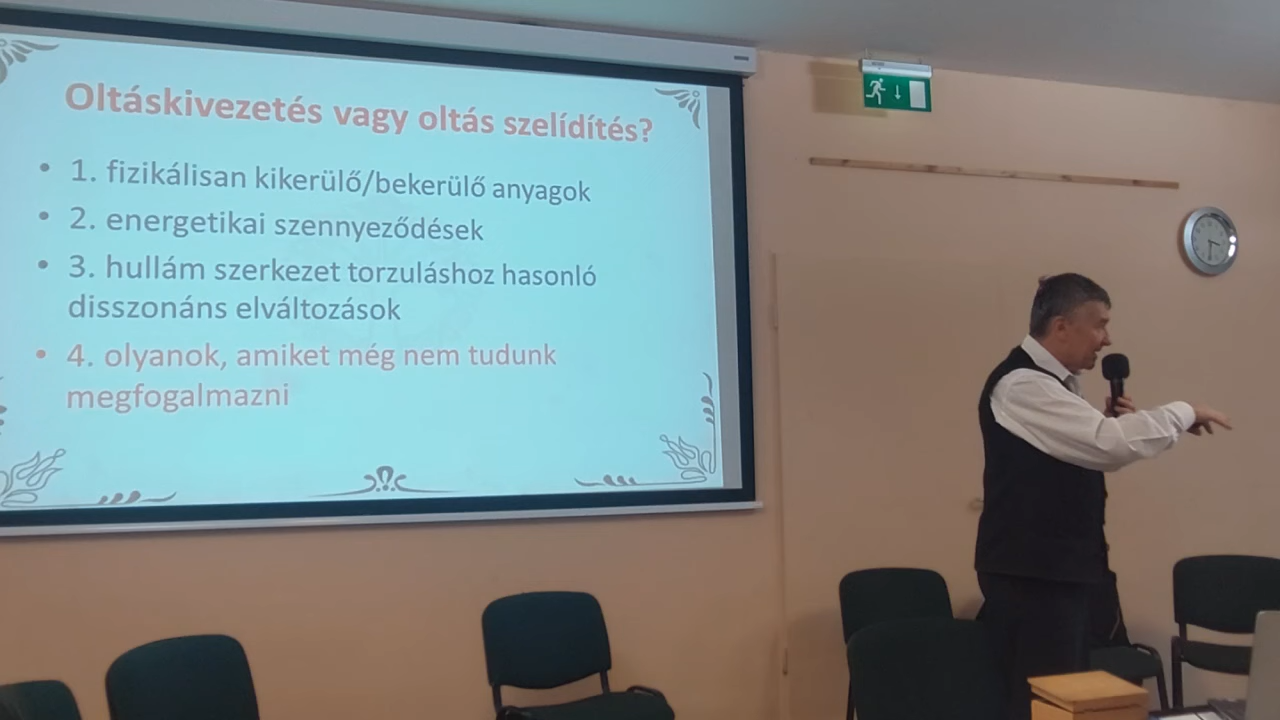 Oltáskivezetés vagy oltás szelídítés?
• 1. fizikálisan kikerülő/bekerülő anyagok
• 2. energetikai szennyeződések
• 3. hullám szerkezet torzuláshoz hasonló
disszonáns elváltozások
• 4. olyanok, amiket még nem tudunk
megfogalmazni